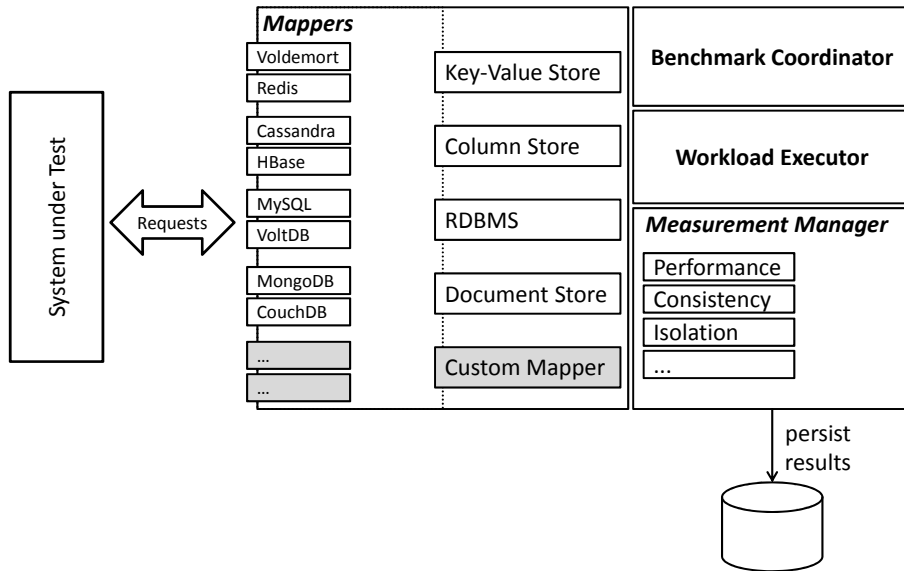 System under Test
Requests
Mappers
Voldemort
Redis
Cassandra
HBase
MySQL
VoltDB
MongoDB
CouchDB
...
...
Key-Value Store
Column Store
RDBMS
Document Store
Custom Mapper
Benchmark Coordinator
Workload Executor
Measurement Manager
Performance
Consistency
Isolation
...
persist
results